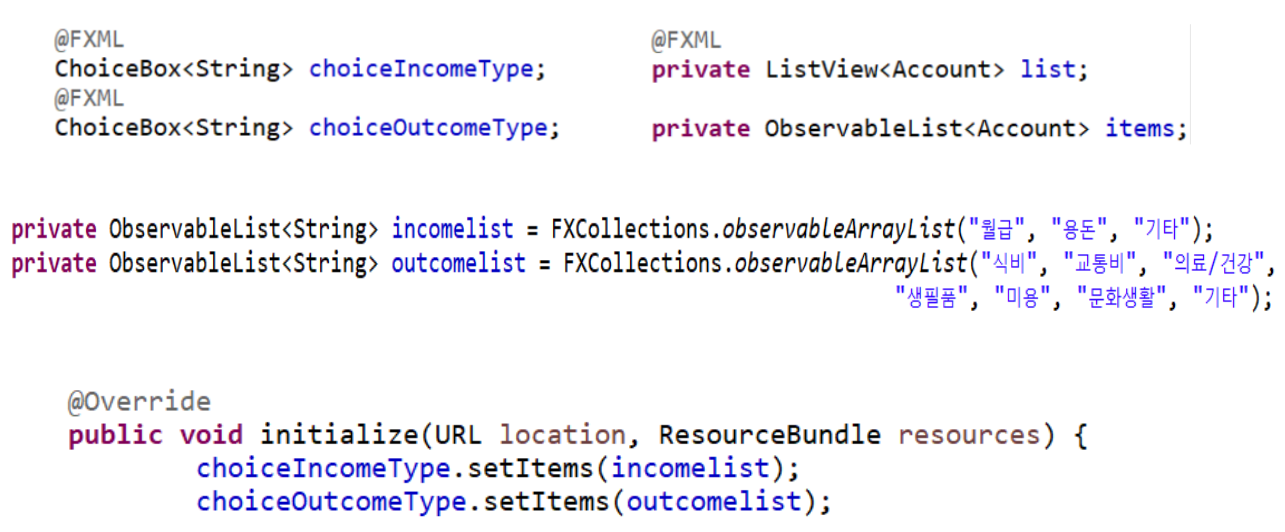 @FXML
ChoiceBox<String> choiceIncomeType;
@FXML
ChoiceBox<String> choiceOutcomeType;
@FXML
private ListView<Account> list;
private ObservableList<Account> items;
private ObservableList<String> incomelist = FXCollections.observableArrayList("월급", "용돈", "기타");
private ObservableList<String> outcomelist = FXCollections.observableArrayList("식비", "교통비", "의료/건강",
"생필품", "미용", "문화생활", "기타");
@Override
public void initialize(URL location, ResourceBundle resources) {
choiceIncomeType.setItems(incomelist);
choiceOutcomeType.setItems(outcomelist);